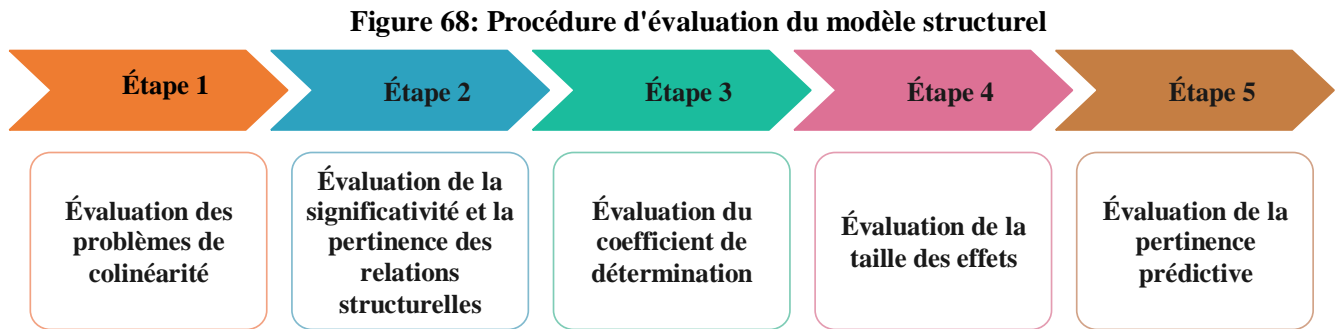 Figure 68: Procédure d'évaluation du modèle structurel
Étape 1
Étape 2
Étape 3
Étape 4
Étape 5
Évaluation des
problèmes de
colinéarité
Évaluation de la
significativité et la
pertinence des
relations
structurelles
Évaluation du
coefficient de
détermination
Évaluation de la
taille des effets
Évaluation de la
pertinence
prédictive